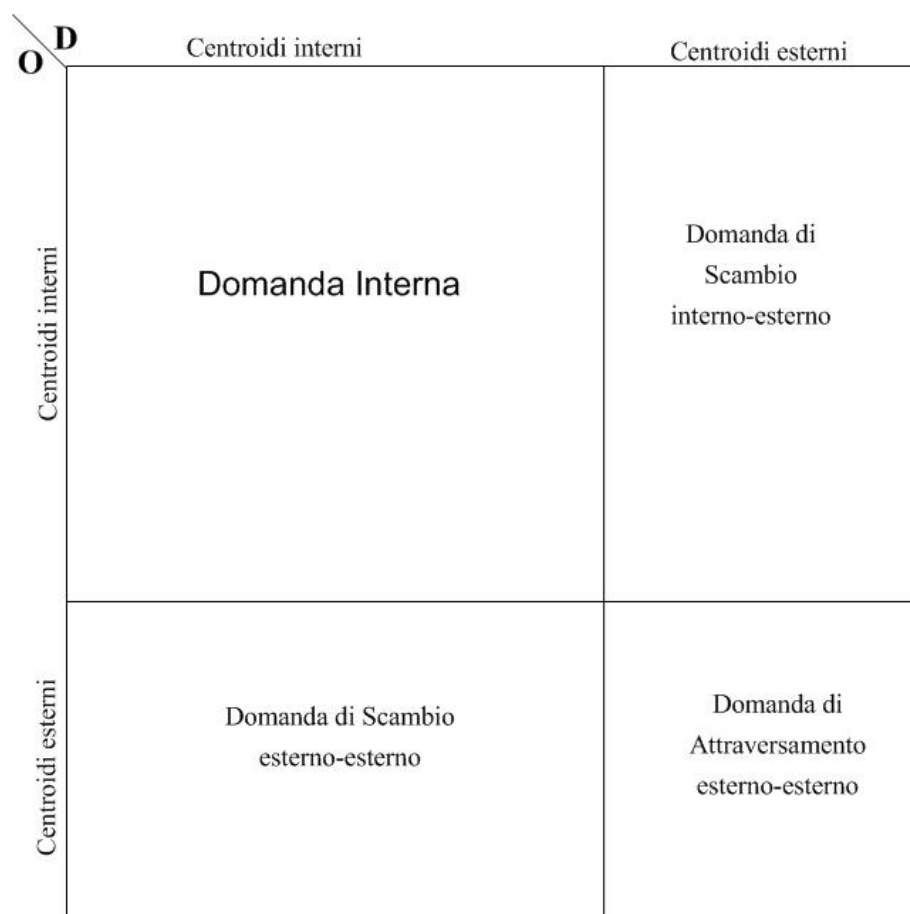 D
O
Centroidi interni
Centroidi esterni
Centroidi interni
Domanda Interna
Domanda di
Scambio
interno-esterno
Centroidi esterni
Domanda di Scambio
esterno-esterno
Domanda di
Attraversamento
esterno-esterno